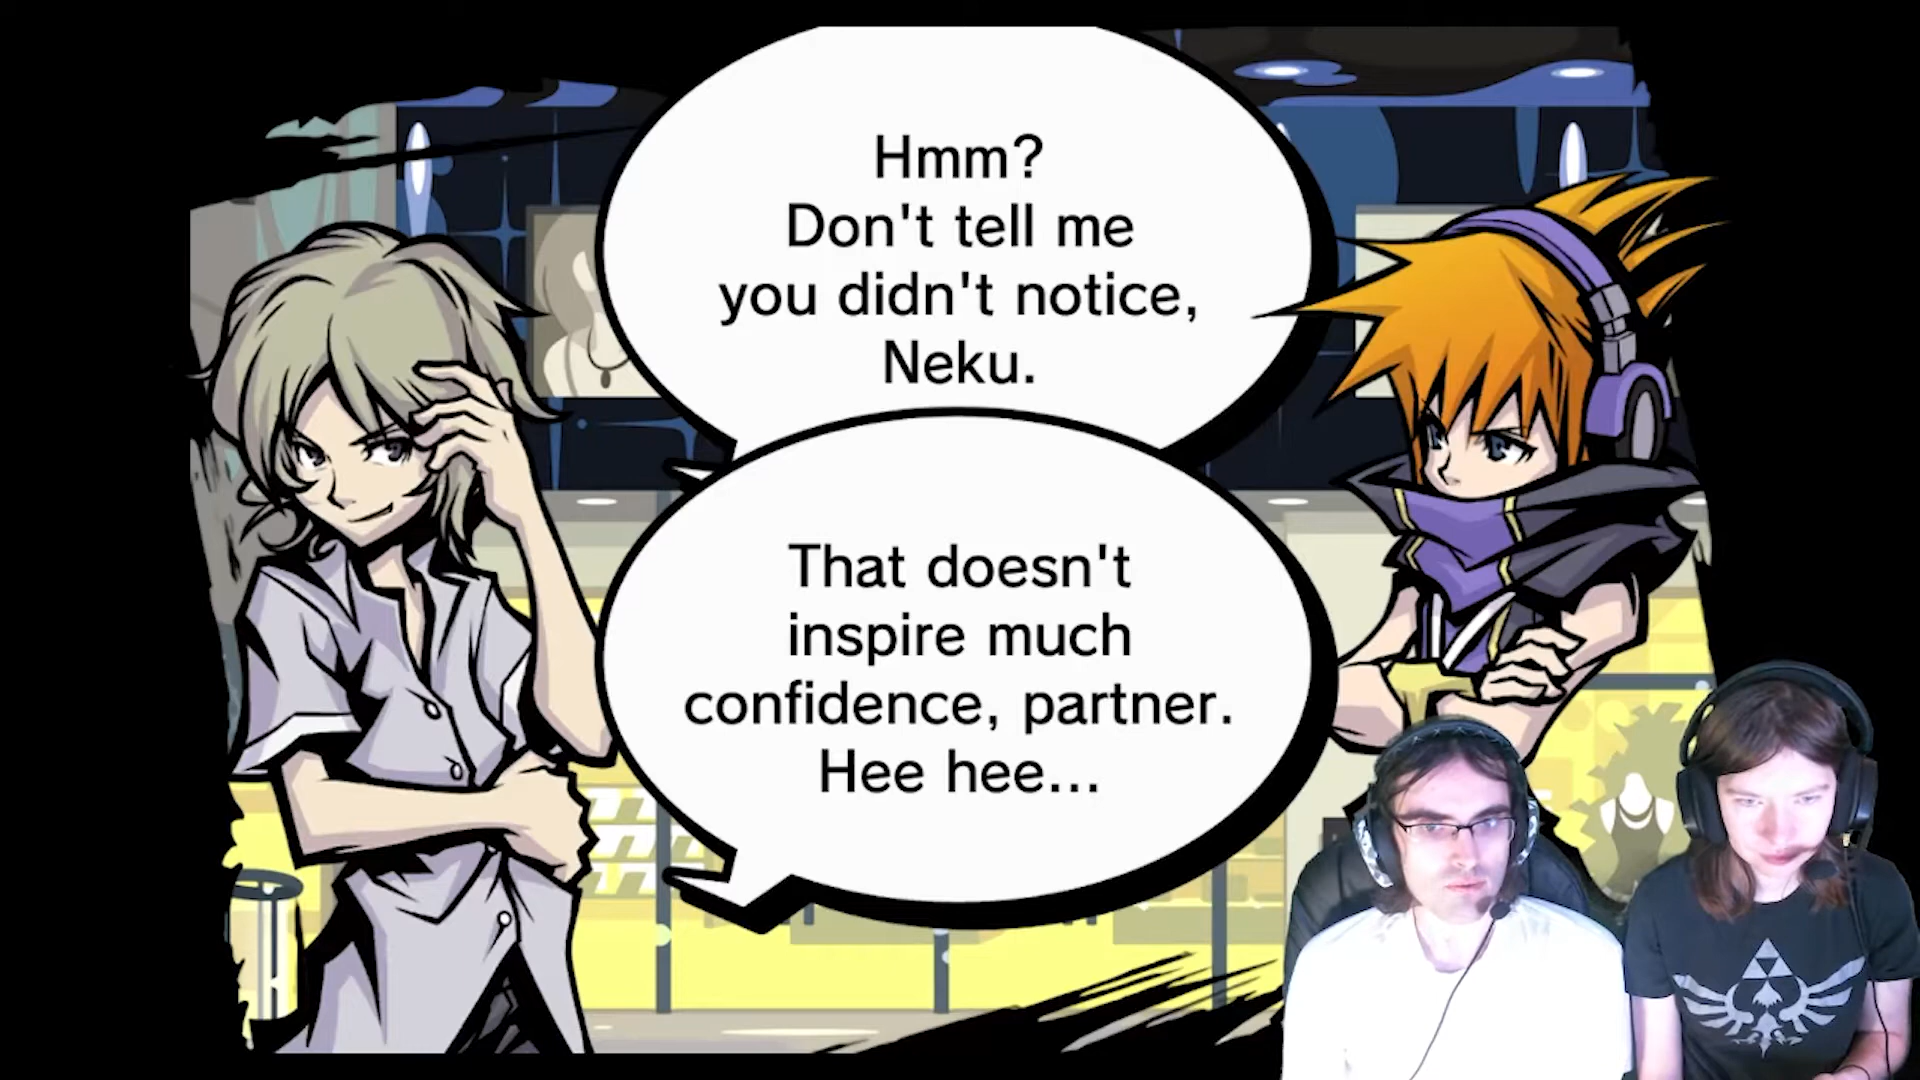 Hmm?
Don't tell me
you didn't notice,
Neku.
That doesn't
inspire much
confidence, partner.
Hee hee...